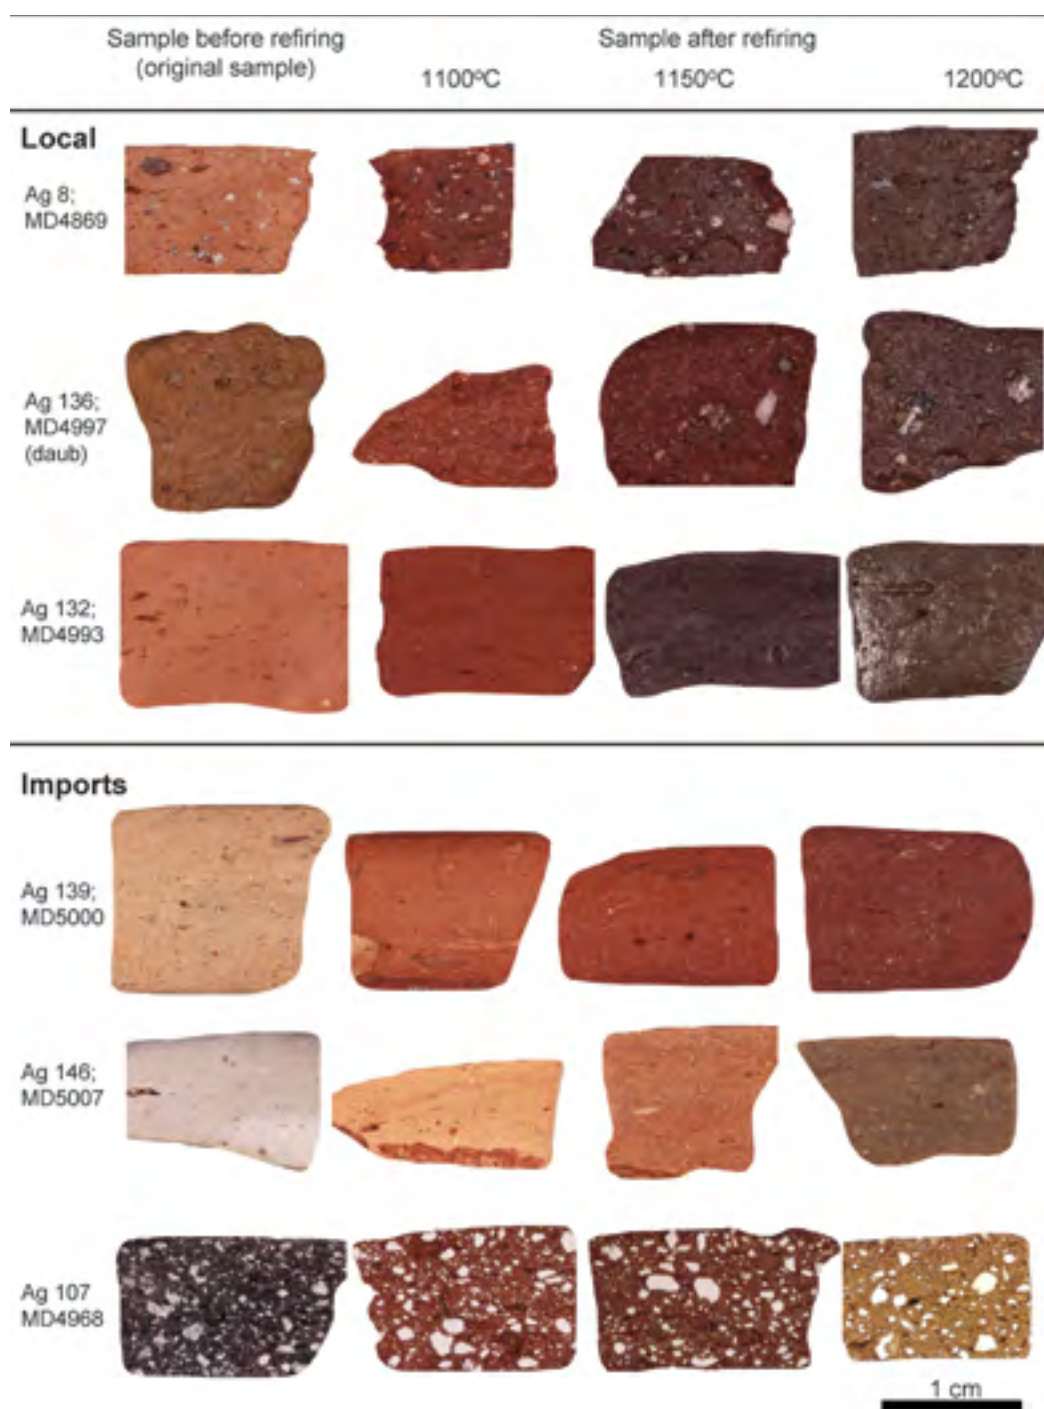 Sample before refiring
(original sample)
Sample after refiring
1100ºC
1150ºC
1200ºC
Local
Ag 8;
MD4869
Ag 136;
MD4997
(daub)
Ag 132;
MD4993
Imports
Ag 139;
MD5000
Ag 146;
MD5007
Ag 107
MD4968
1 cm